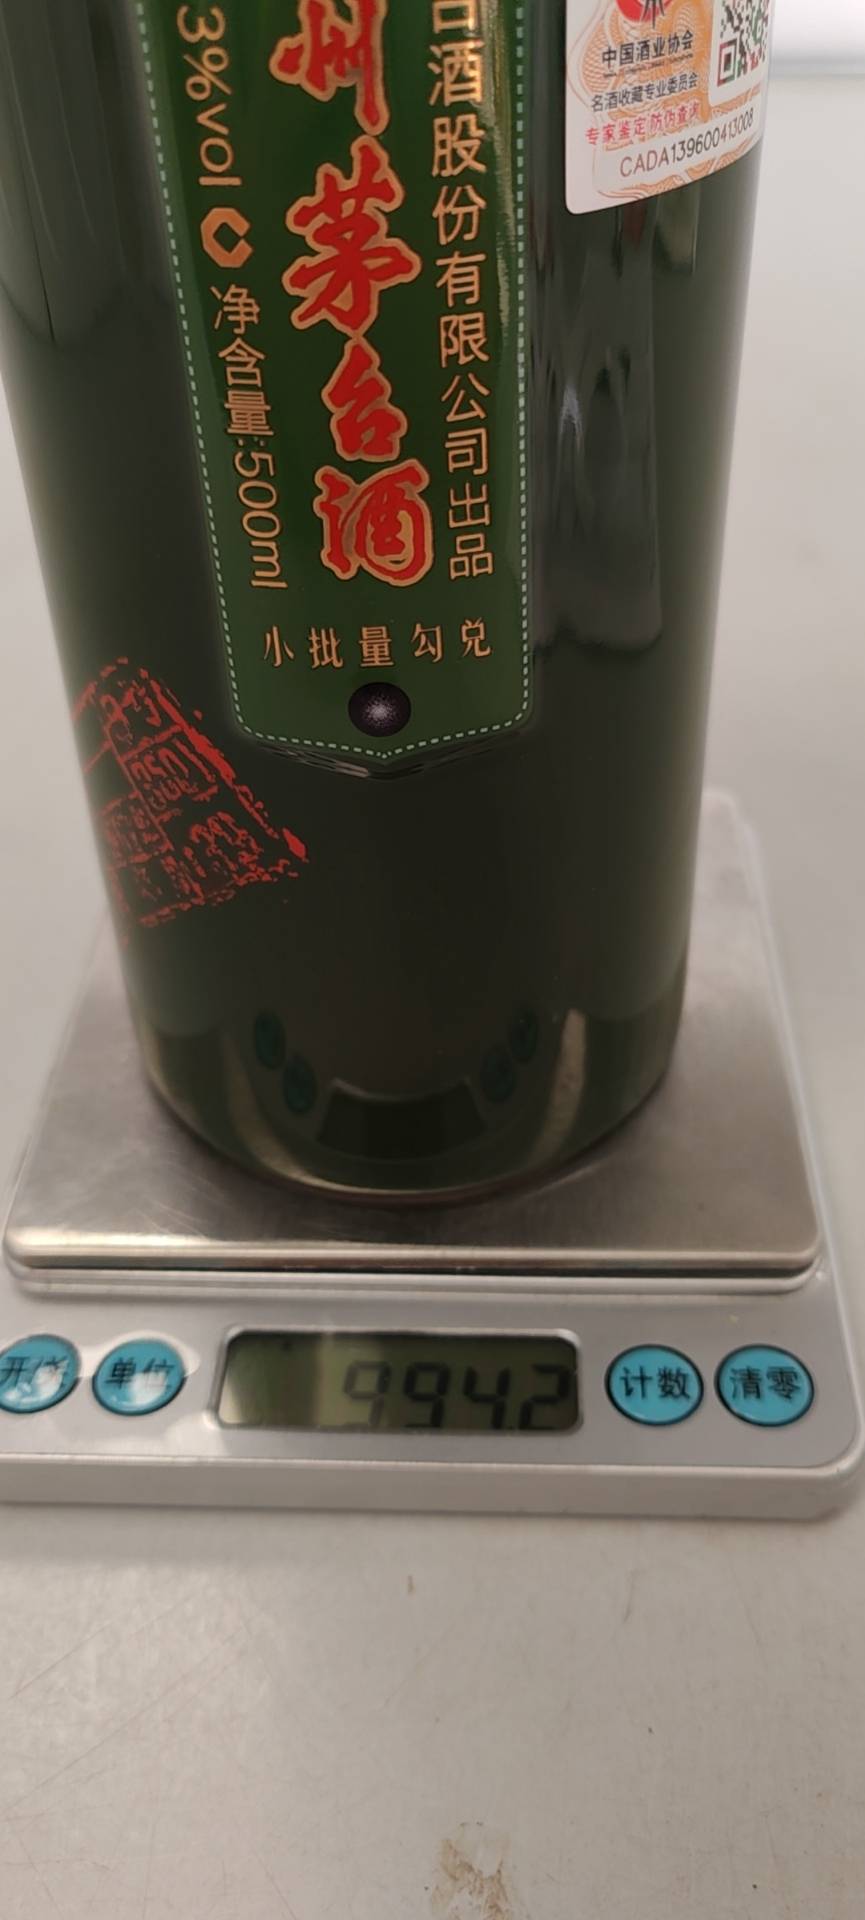 台酒股份有限公司出品
州茅台酒
3%vol 净含量:500ml
小批量勾兑
中国酒业协会
名酒收藏专业委员会
专家鉴定 防伪查询
CADA139600413008
开/关
单位
994.2
计数
清零